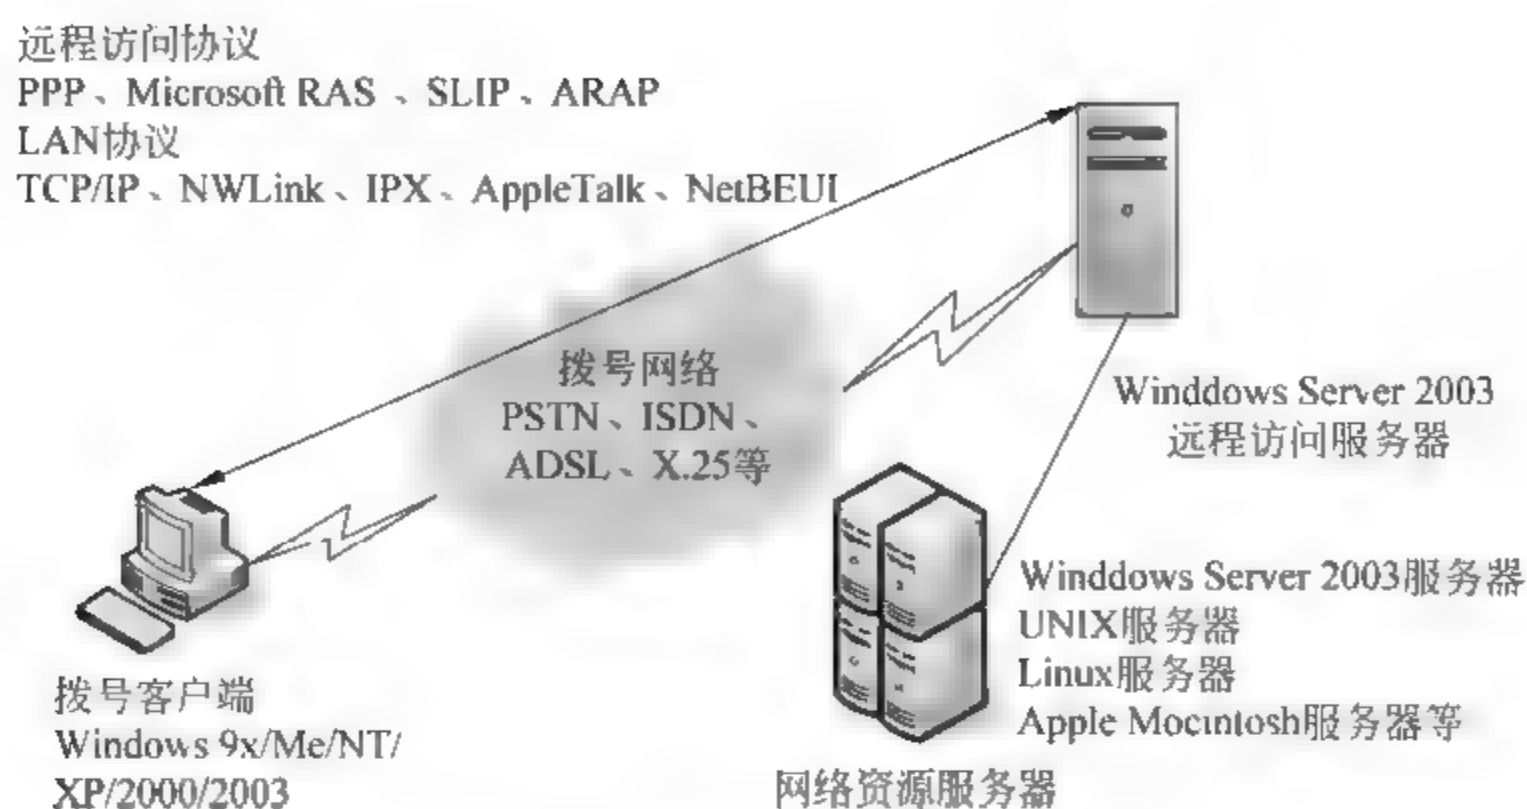 远程访问协议
PPP、Microsoft RAS 、SLIP、ARAP
LAN协议
TCP/IP、NWLink、IPX、AppleTalk、NetBEUI
拨号网络
PSTN、ISDN、
ADSL、X.25等
Winddows Server 2003
远程访问服务器
Winddows Server 2003服务器
UNIX服务器
Linux服务器
Apple Mocintosh服务器等
拨号客户端
Windows 9x/Me/NT/
XP/2000/2003
网络资源服务器